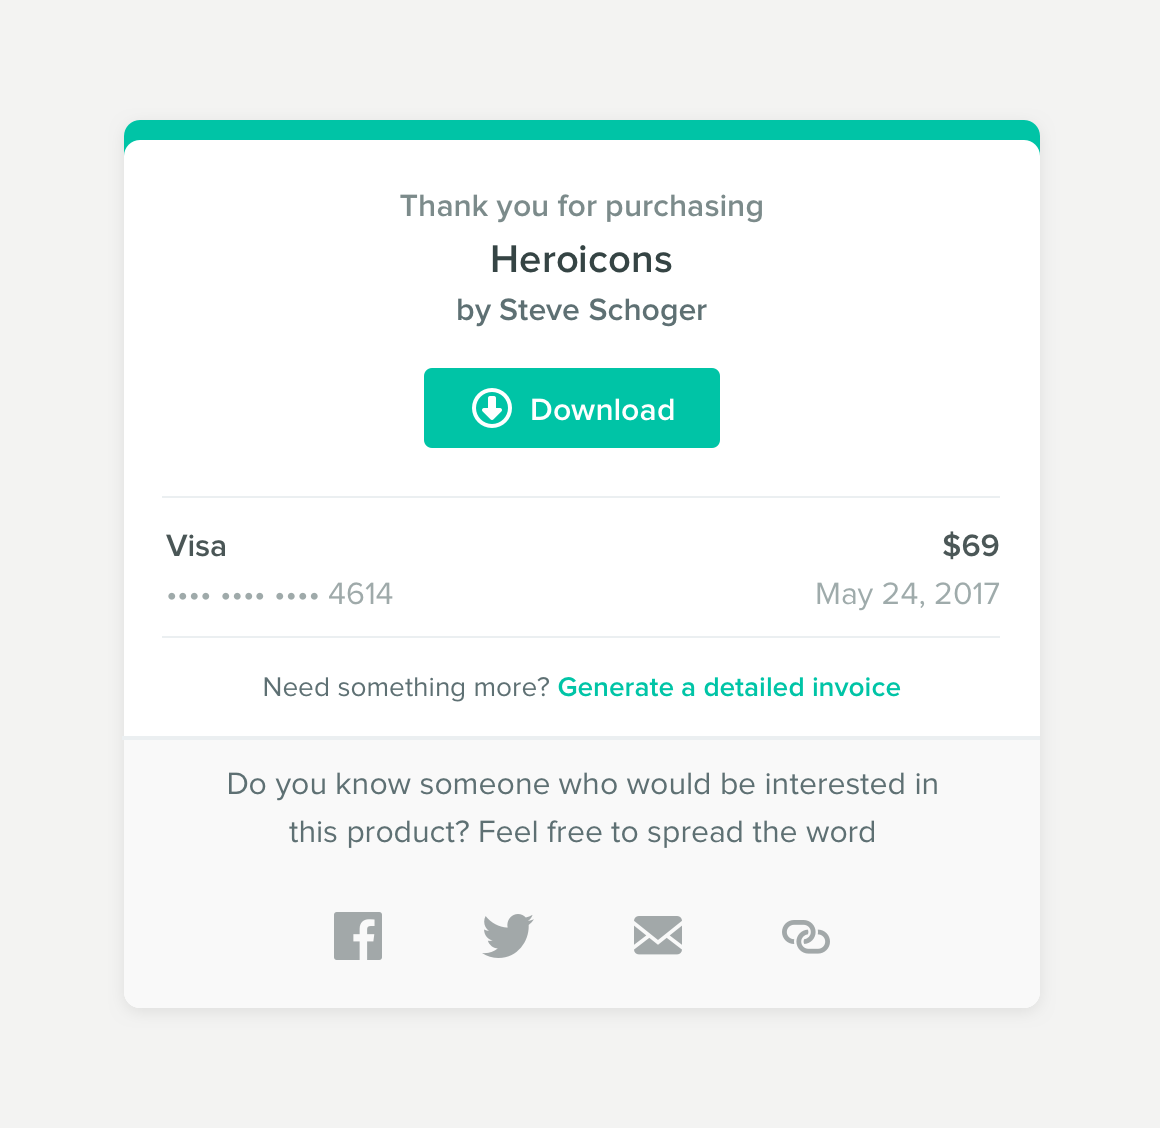 Thank you for purchasing
Heroicons
by Steve Schoger
Download
Visa $69
•••• •••• •••• 4614 May 24, 2017
Need something more? Generate a detailed invoice
Do you know someone who would be interested in
this product? Feel free to spread the word